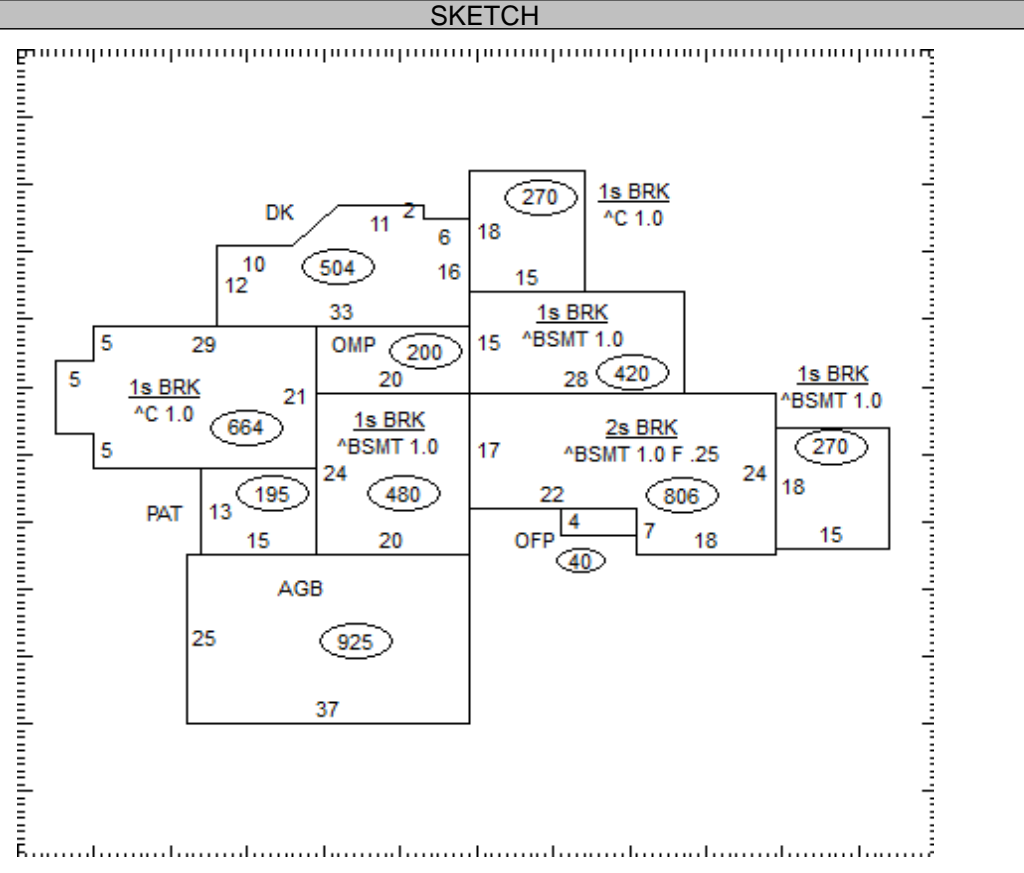 SKETCH
270
1s BRK
^C 1.0
18
15
DK
11
2
6
10
12
504
16
33
1s BRK
^BSMT 1.0
15
28
420
5
29
5
1s BRK
^C 1.0
21
664
5
OMP
200
20
1s BRK
^BSMT 1.0
24
480
20
2s BRK
^BSMT 1.0 F .25
17
22
806
24
7
18
1s BRK
^BSMT 1.0
270
18
15
PAT
13
195
15
OFP
4
40
AGB
25
925
37